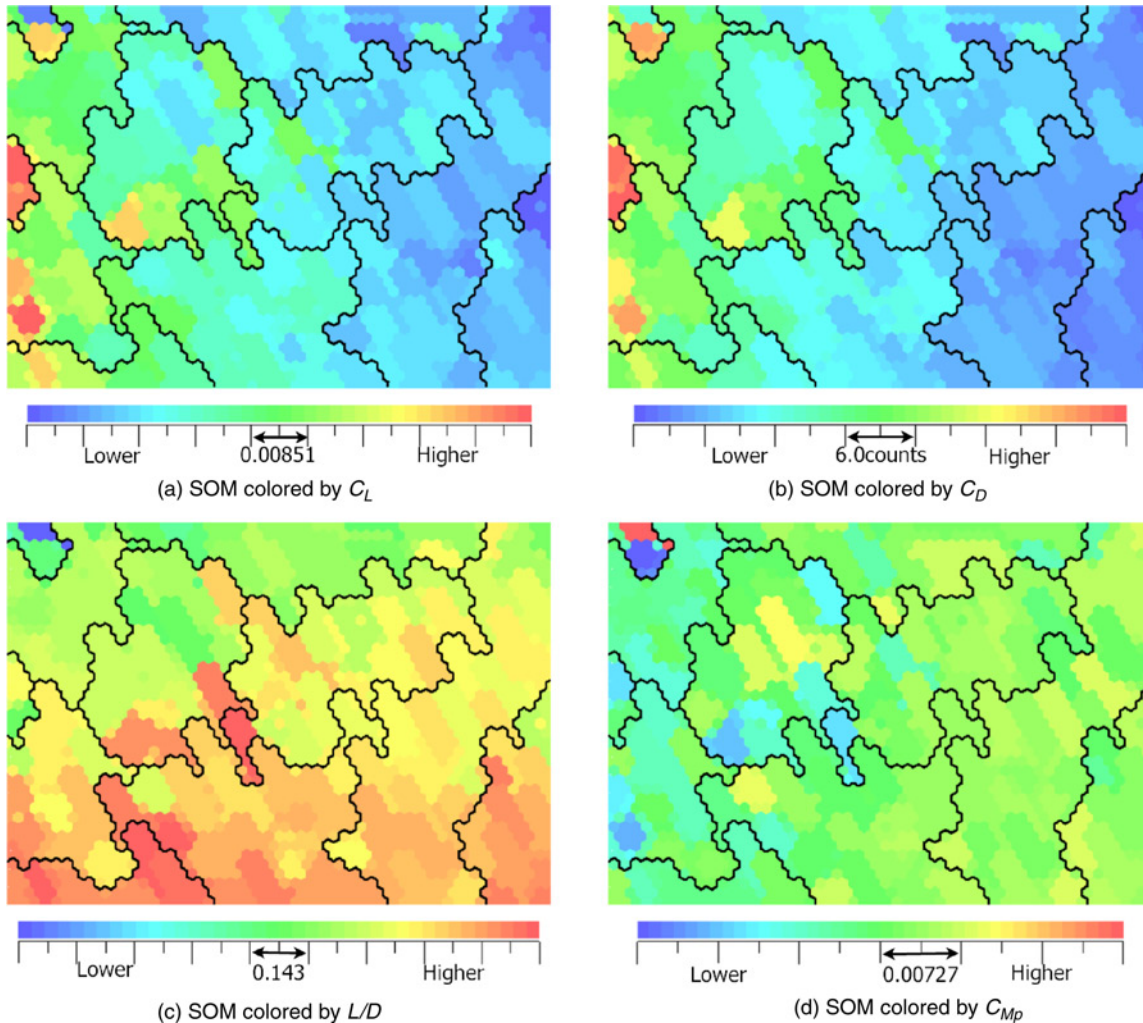 Lower 0.00851 Higher
(a) SOM colored by C_L
Lower 6.0counts Higher
(b) SOM colored by C_D
Lower 0.143 Higher
(c) SOM colored by L/D
Lower 0.00727 Higher
(d) SOM colored by C_Mp